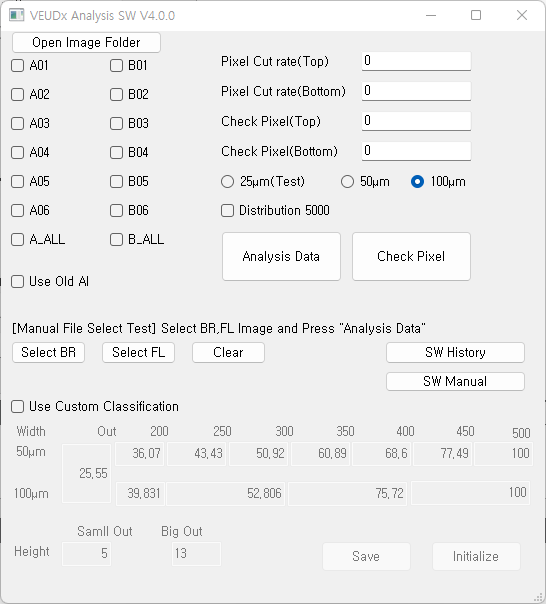 VEUDx Analysis SW V4.0.0
Open Image Folder
A01 B01 Pixel Cut rate(Top) 0
A02 B02 Pixel Cut rate(Bottom) 0
A03 B03 Check Pixel(Top) 0
A04 B04 Check Pixel(Bottom) 0
A05 B05 25µm(Test) 50µm 100µm
A06 B06 Distribution 5000
A_ALL B_ALL Analysis Data Check Pixel
Use Old AI
[Manual File Select Test] Select BR,FL Image and Press "Analysis Data"
Select BR Select FL Clear SW History
SW Manual
Use Custom Classification
Width Out 200 250 300 350 400 450 500
50µm 36,07 43,43 50,92 60,89 68,6 77,49 100
25,55
100µm 39,831 52,806 75,72 100
Samll Out Big Out
Height 5 13 Save Initialize